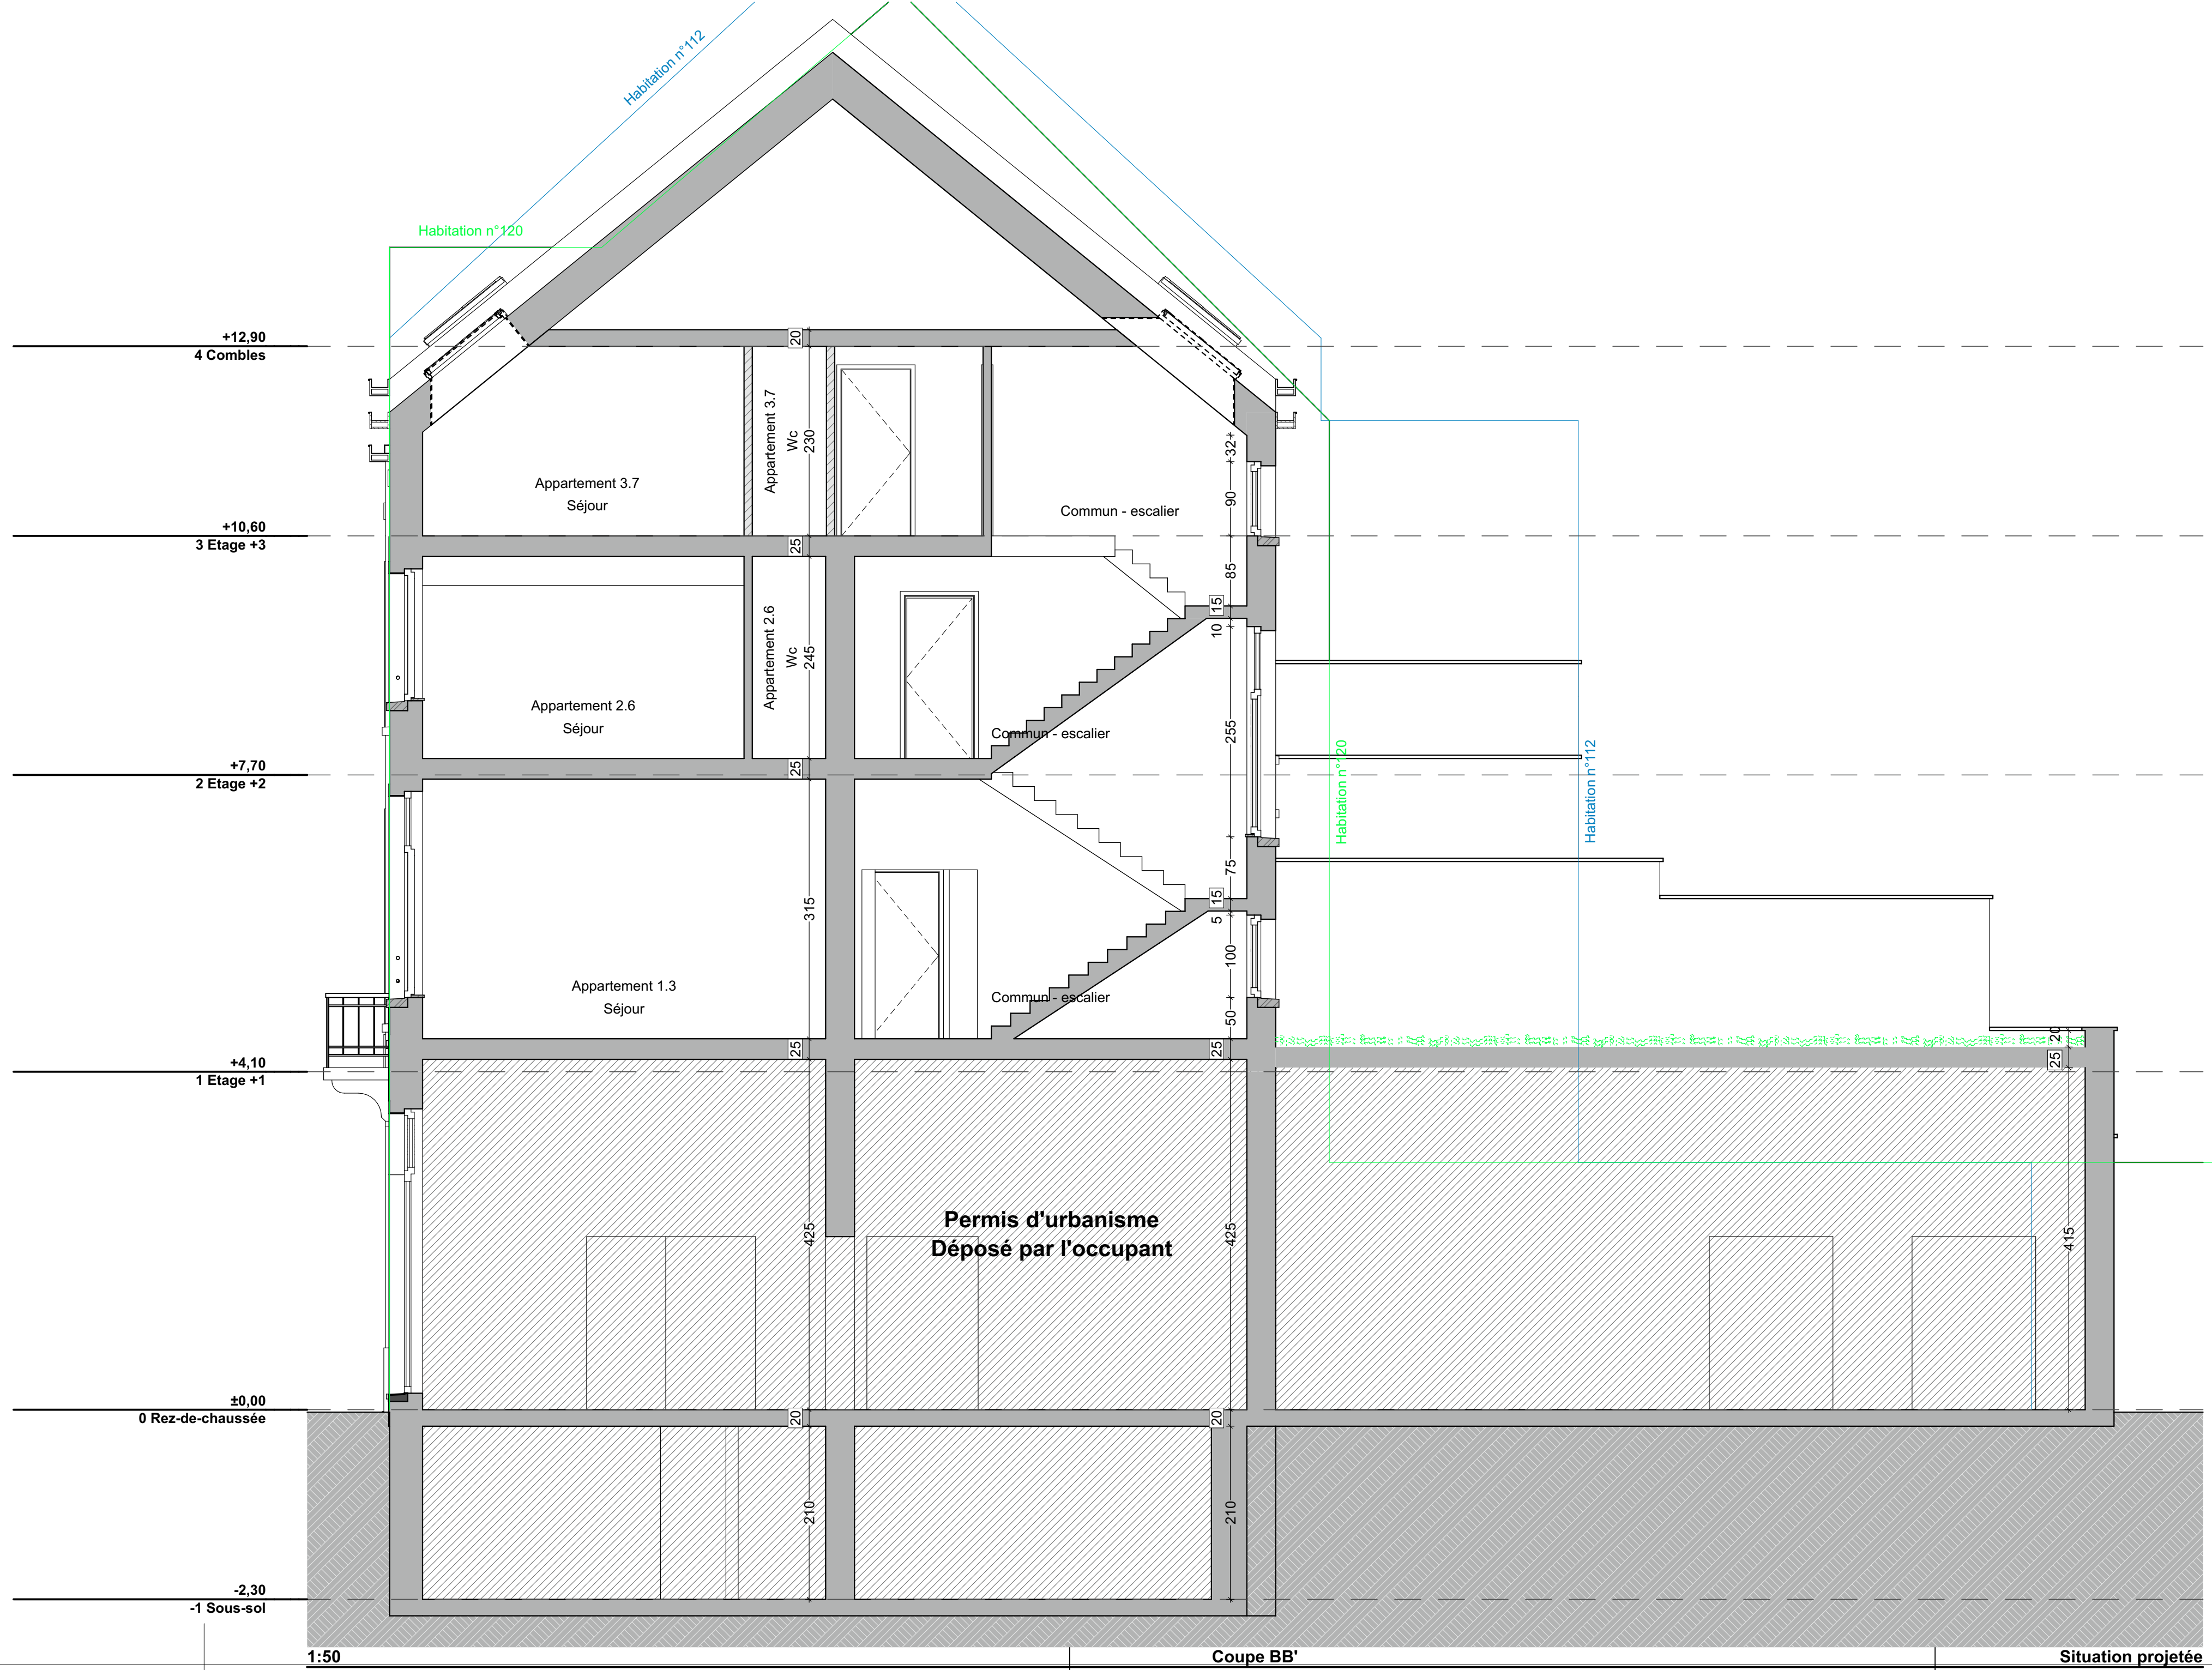 Habitation n°112
Habitation n°120
+12,90
4 Combles
20
Appartement 3.7
Wc
230
32
Appartement 3.7
Séjour
90
Commun - escalier
+10,60
3 Etage +3
25
85
15
10
Appartement 2.6
Wc
245
Appartement 2.6
Séjour
Commun - escalier
255
Habitation n°120
Habitation n°112
+7,70
2 Etage +2
25
75
15
5
315
100
Appartement 1.3
Séjour
Commun - escalier
50
25
25
20
25
+4,10
1 Etage +1
Permis d'urbanisme
Déposé par l'occupant
425
425
415
±0,00
0 Rez-de-chaussée
20
20
210
210
-2,30
-1 Sous-sol
1:50
Coupe BB'
Situation projetée